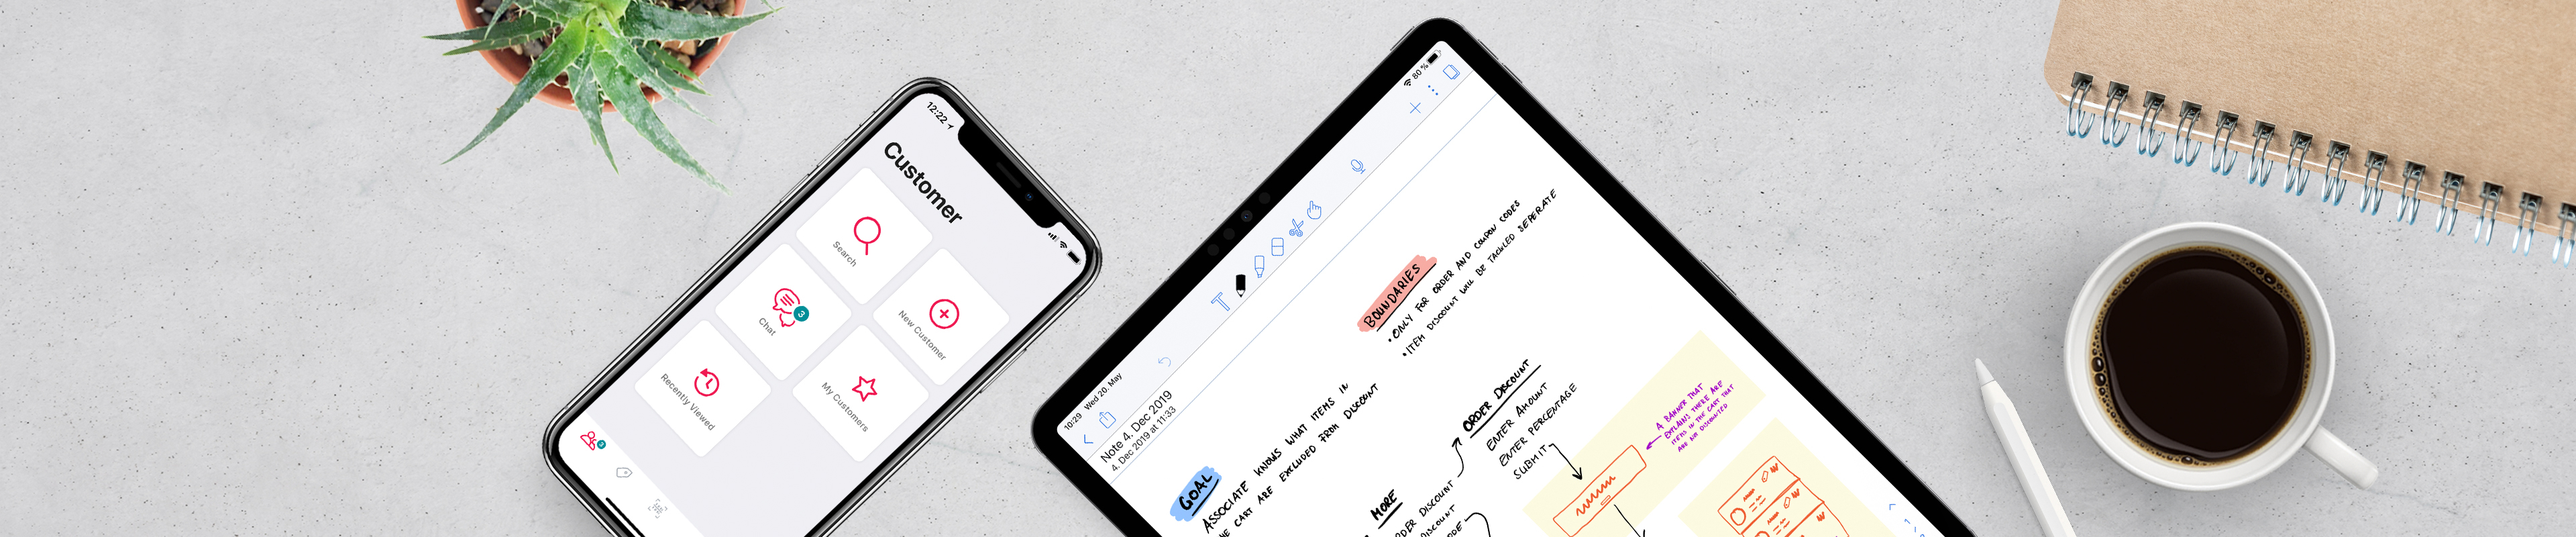 12:22
Customer
Search
New Customer
Chat
3
My Customers
Recently Viewed
10:29 Wed 20. May
80 %
Note 4. Dec 2019
4. Dec 2019 at 11:33
BOUNDARIES
• ONLY FOR ORDER AND COUPON CODES
• ITEM DISCOUNT WILL BE TACKLED SEPERATE
GOAL
ASSOCIATE KNOWS WHAT ITEMS IN
CART ARE EXCLUDED FROM DISCOUNT
ORDER DISCOUNT
ENTER AMOUNT
ENTER PERCENTAGE
SUBMIT
A BANNER THAT
EXPLAINS THERE ARE
ITEMS IN THE CART THAT
ARE NO DISCOUNTED
MORE
DISCOUNT
DISCOUNT